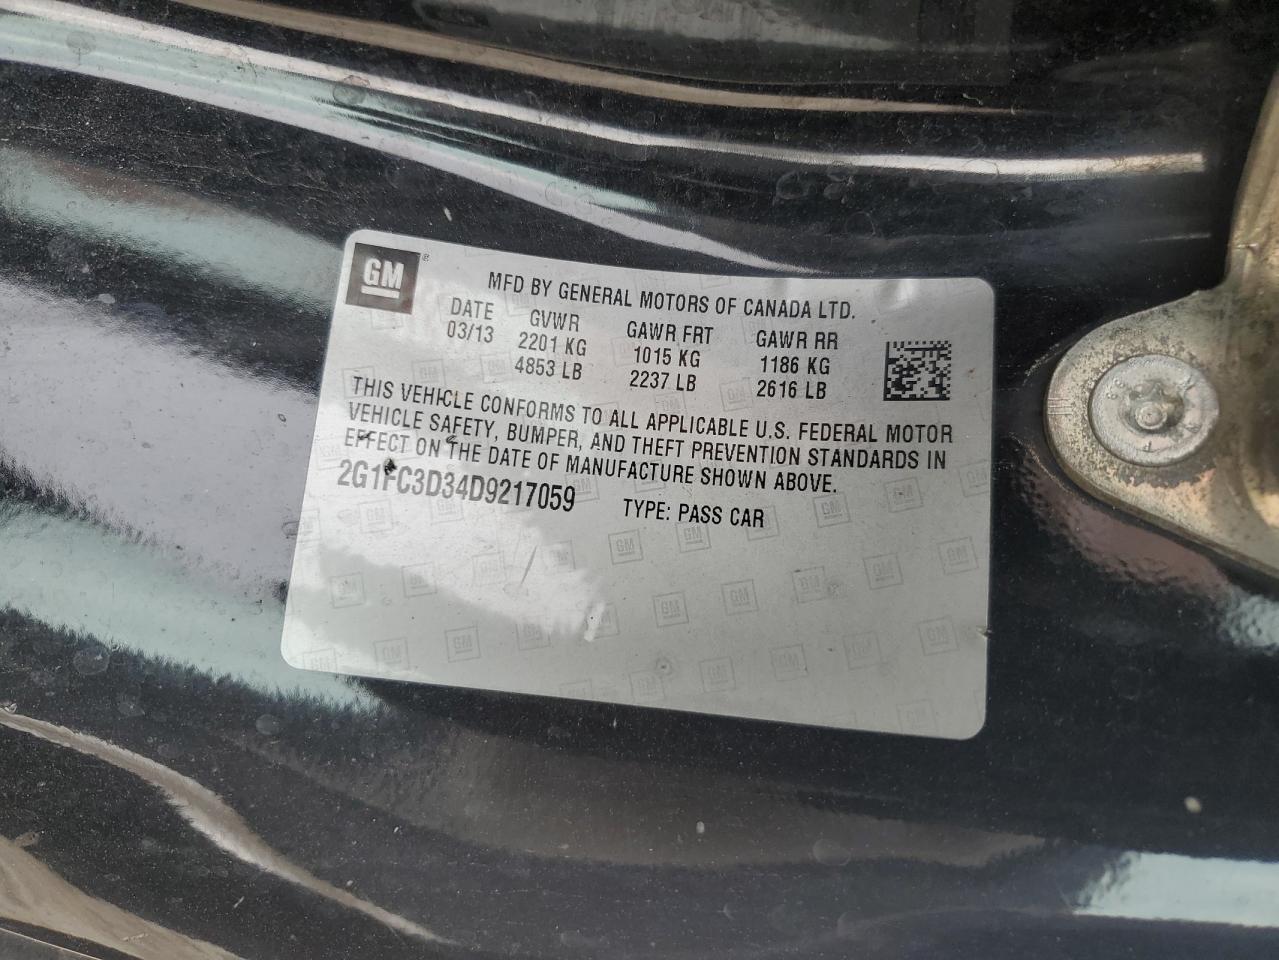 GM®
MFD BY GENERAL MOTORS OF CANADA LTD.
DATE GVWR GAWR FRT GAWR RR
03/13 2201 KG 1015 KG 1186 KG
4853 LB 2237 LB 2616 LB
THIS VEHICLE CONFORMS TO ALL APPLICABLE U.S. FEDERAL MOTOR
VEHICLE SAFETY, BUMPER, AND THEFT PREVENTION STANDARDS IN
EFFECT ON THE DATE OF MANUFACTURE SHOWN ABOVE.
2G1FC3D34D9217059 TYPE: PASS CAR